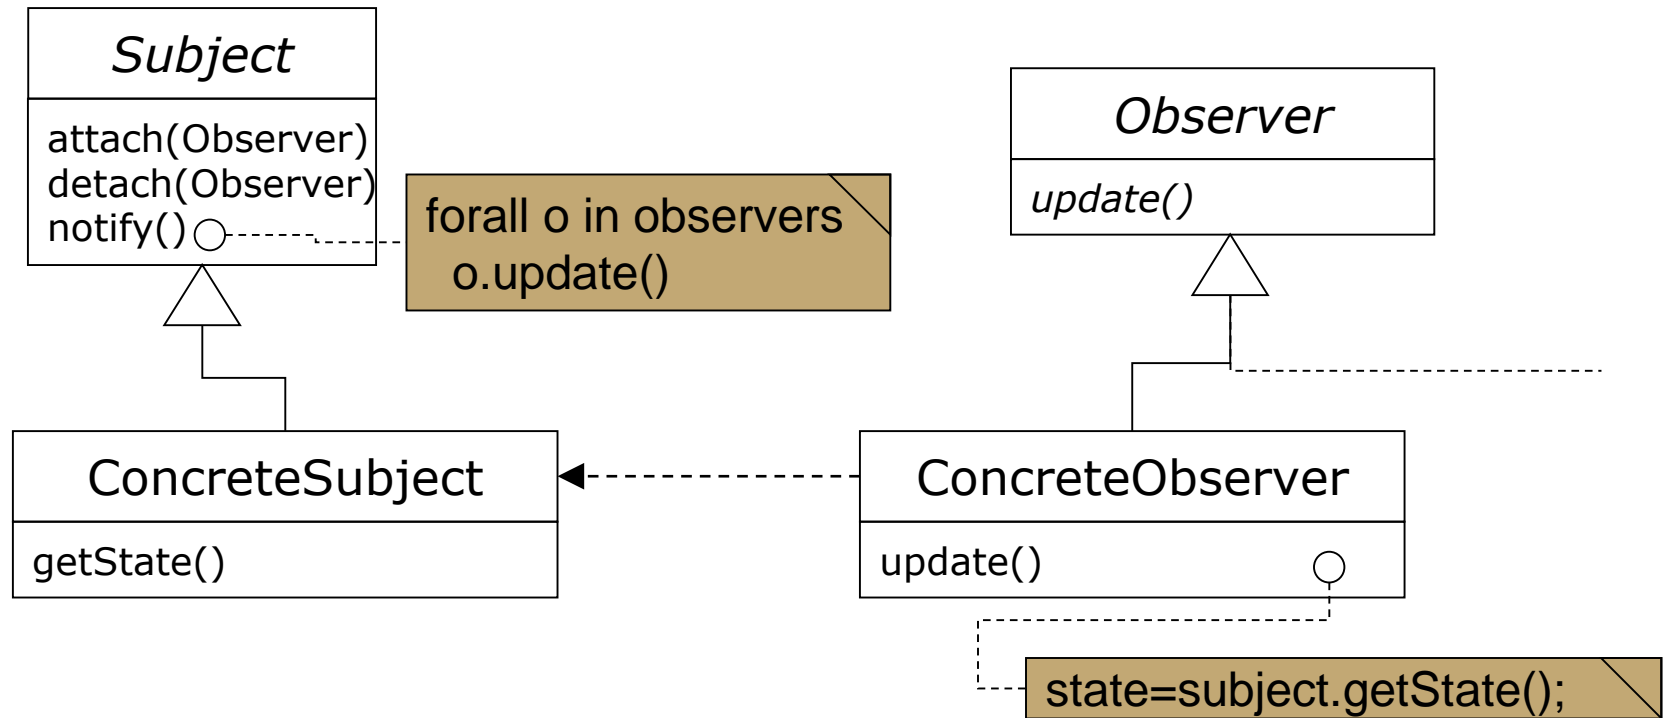 Subject
attach(Observer)
detach(Observer)
notify()
forall o in observers
o.update()
Observer
update()
ConcreteSubject
getState()
ConcreteObserver
update()
state=subject.getState();